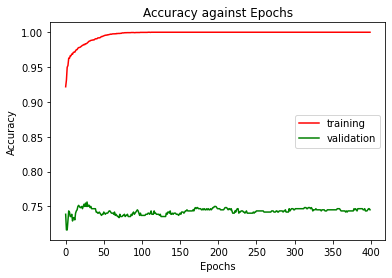 Accuracy against Epochs
1.00
0.95
0.90
0.85
0.80
0.75
Accuracy
training
validation
0 50 100 150 200 250 300 350 400
Epochs